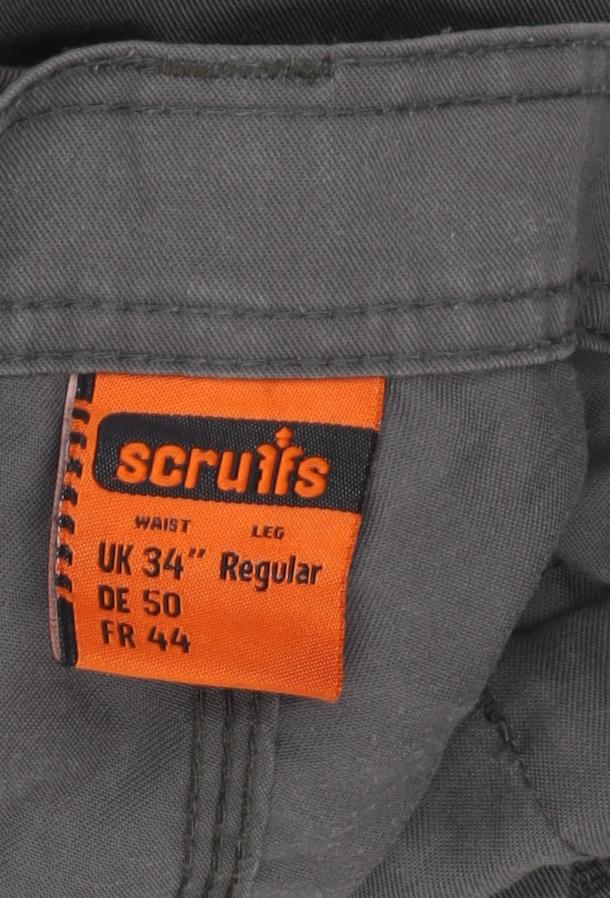 scruffs
WAIST LEG
UK 34" Regular
DE 50
FR 44